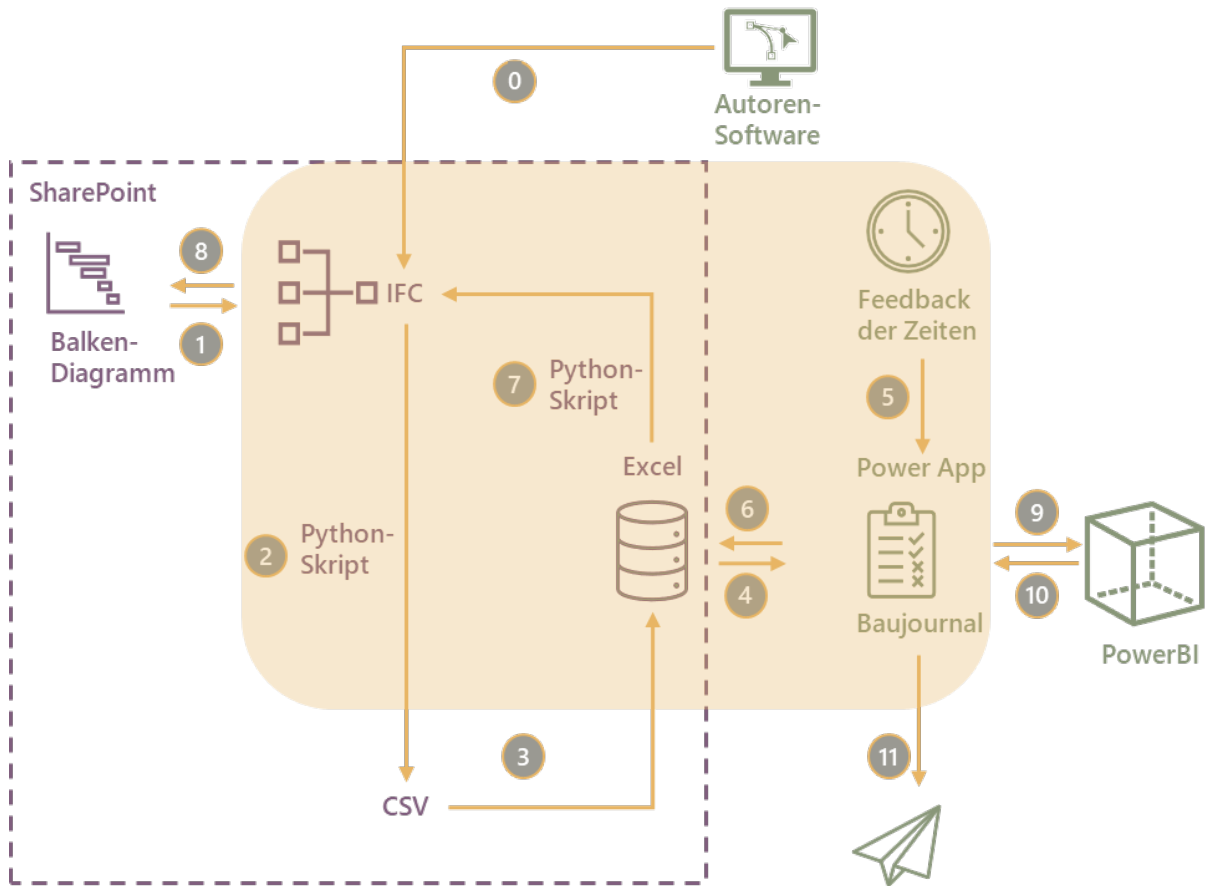 0
Autoren-
Software
SharePoint
8
IFC
1
Balken-
Diagramm
Feedback
der Zeiten
7
Python-
Skript
5
Excel
Power App
6
9
2
Python-
Skript
4
10
Baujournal
PowerBI
3
11
CSV